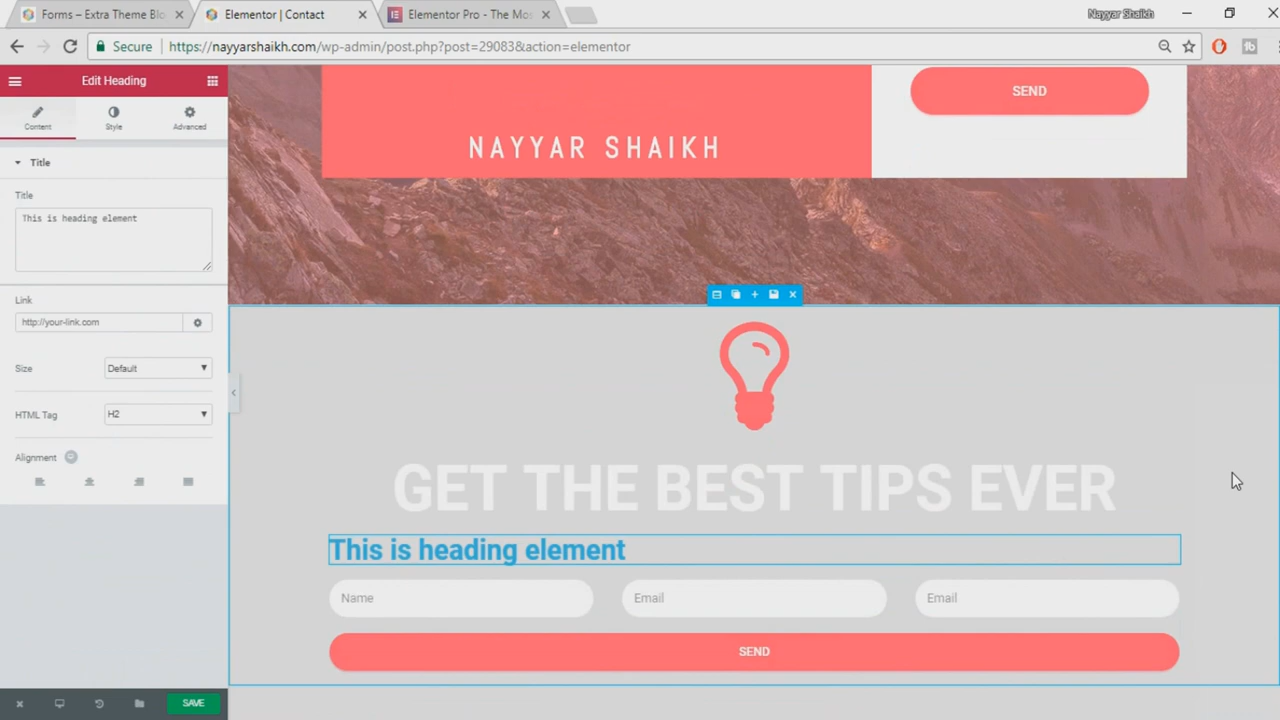 Forms – Extra Theme Blo
Elementor | Contact
Elementor Pro - The Mos
Nayyar Shaikh
Secure
https://nayyarshaikh.com/wp-admin/post.php?post=29083&action=elementor
Edit Heading
Content
Style
Advanced
Title
Title
This is heading element
Link
http://your-link.com
Size
Default
HTML Tag
H2
Alignment
SAVE
SEND
NAYYAR SHAIKH
GET THE BEST TIPS EVER
This is heading element
Name
Email
Email
SEND